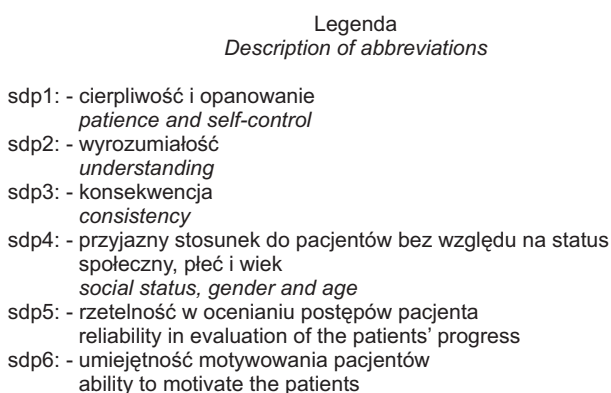 Legenda
Description of abbreviations
sdp1: - cierpliwość i opanowanie
patience and self-control
sdp2: - wyrozumiałość
understanding
sdp3: - konsekwencja
consistency
sdp4: - przyjazny stosunek do pacjentów bez względu na status
społeczny, płeć i wiek
social status, gender and age
sdp5: - rzetelność w ocenianiu postępów pacjenta
reliability in evaluation of the patients' progress
sdp6: - umiejętność motywowania pacjentów
ability to motivate the patients